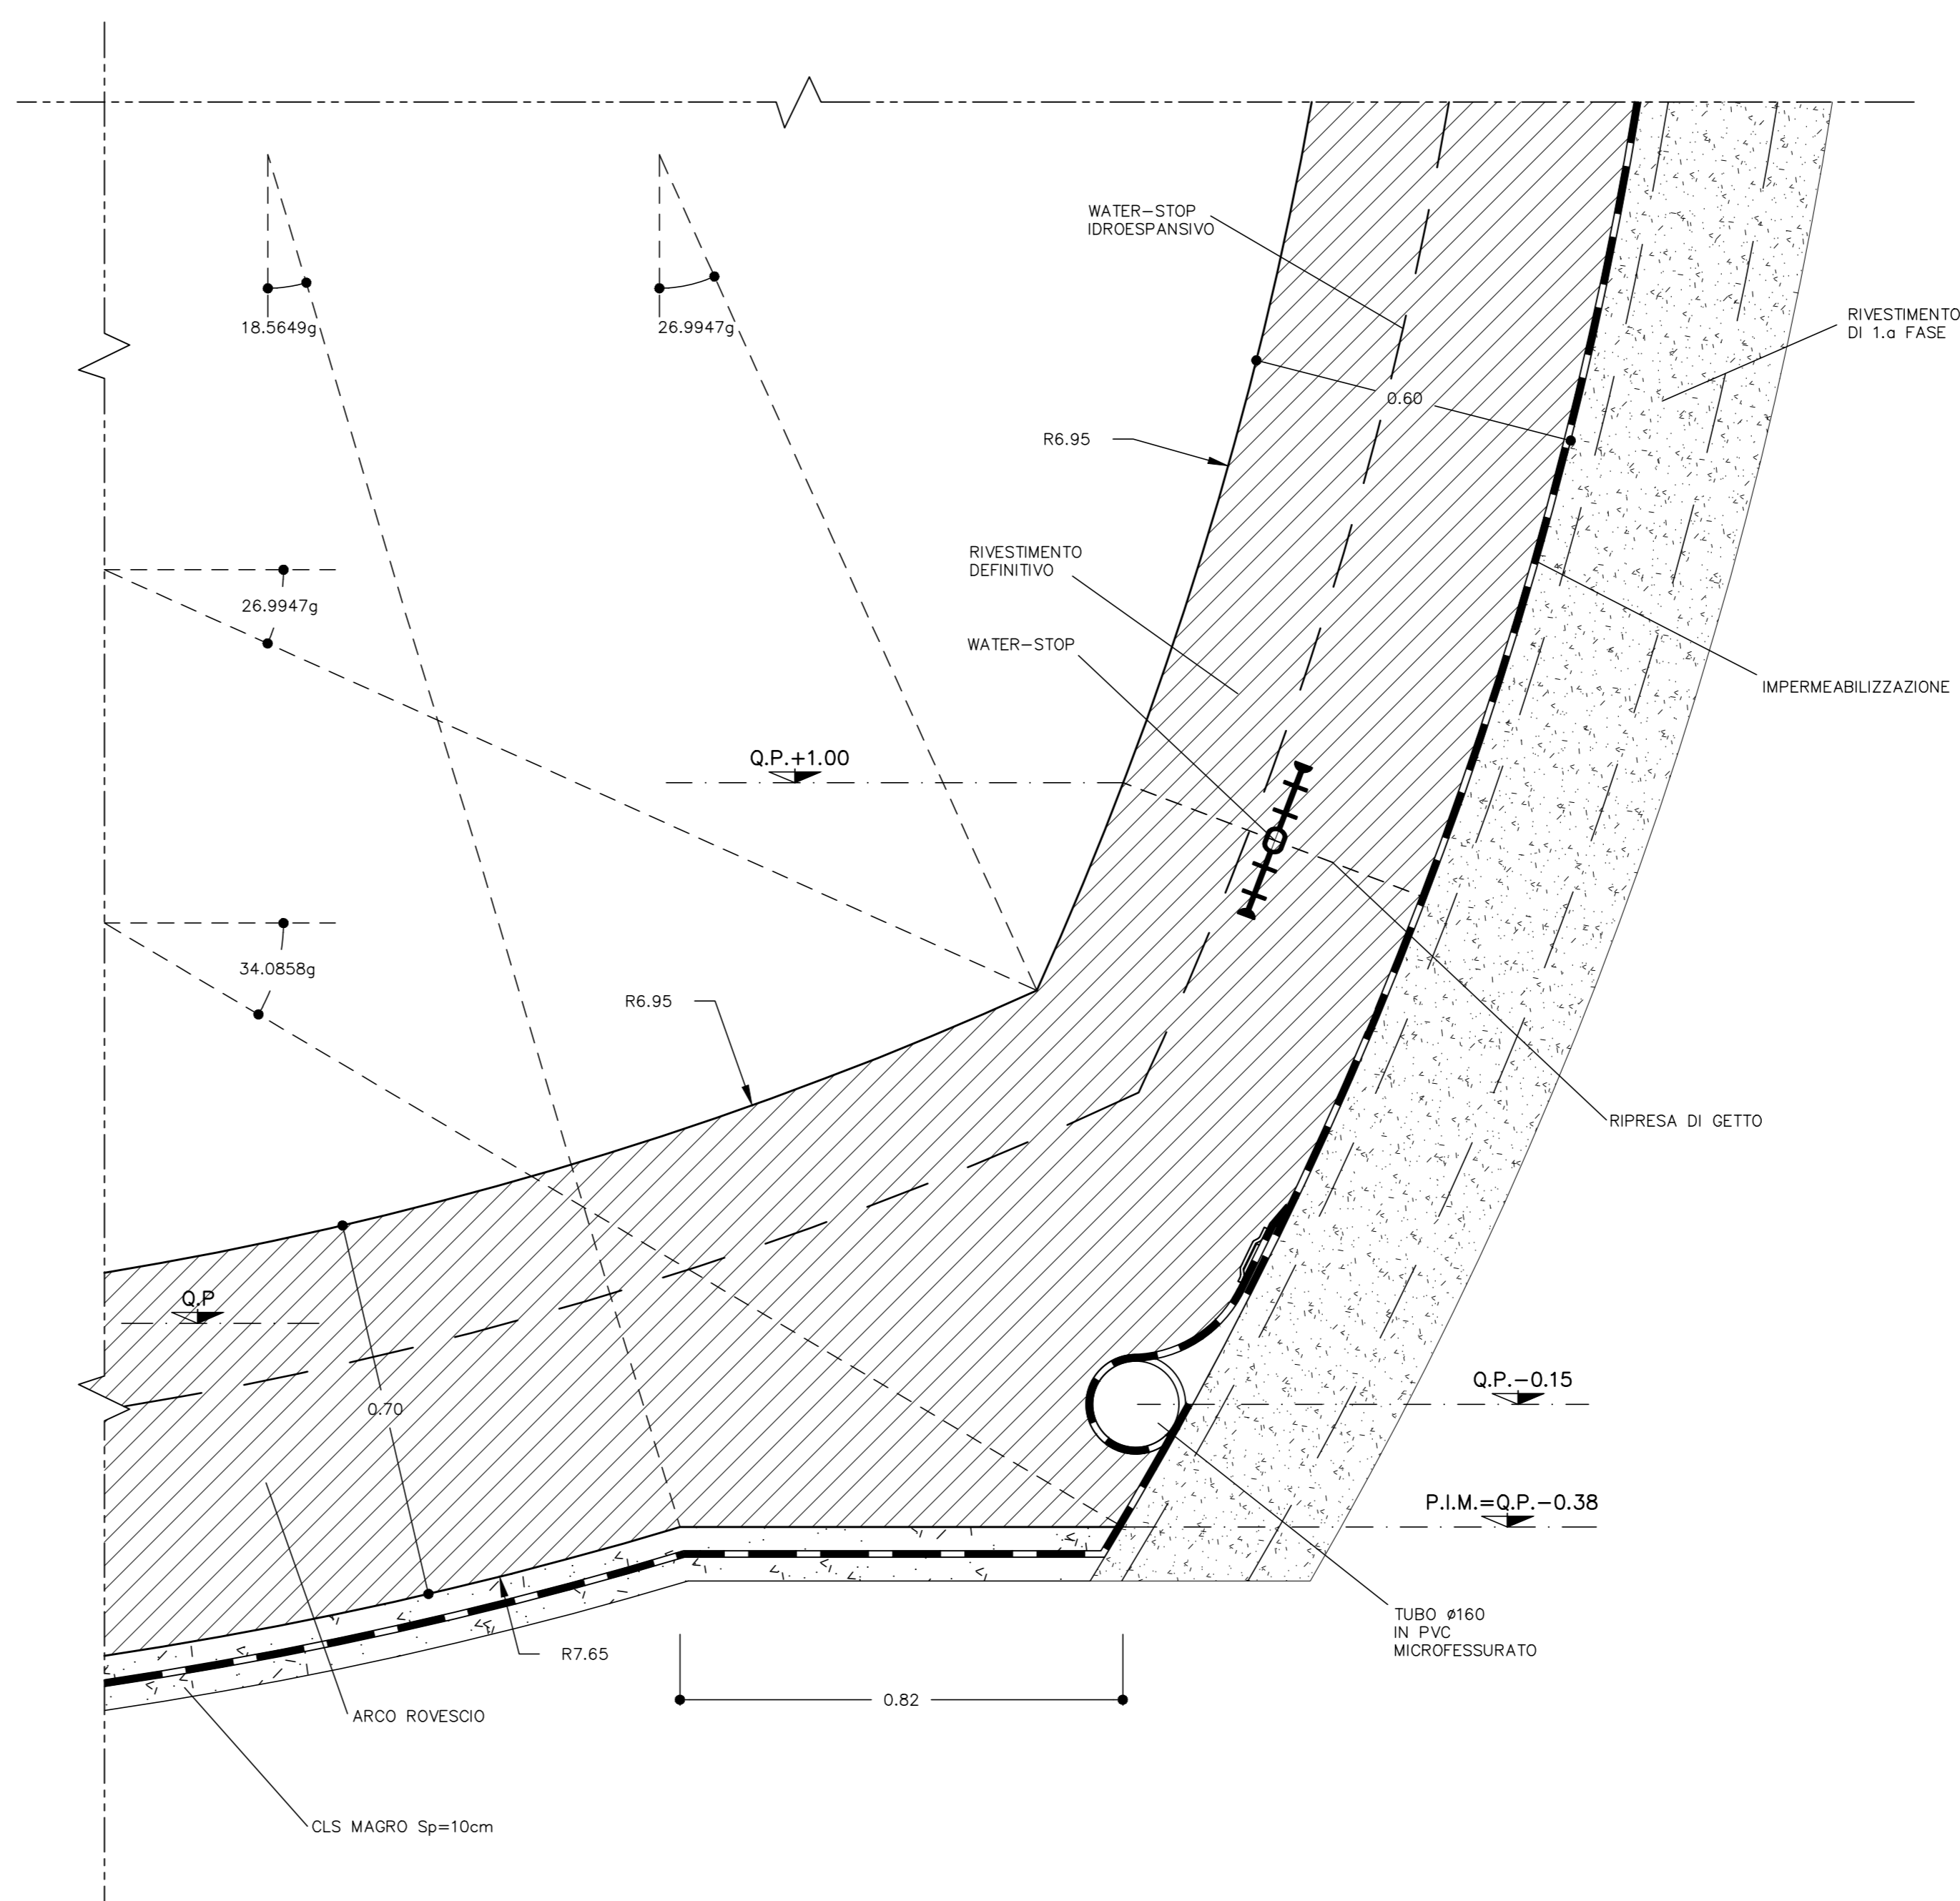 WATER-STOP
IDROESPANSIVO
RIVESTIMENTO
DI 1.a FASE
18.5649g
26.9947g
0.60
R6.95
RIVESTIMENTO
DEFINITIVO
26.9947g
WATER-STOP
IMPERMEABILIZZAZIONE
Q.P.+1.00
34.0858g
R6.95
RIPRESA DI GETTO
Q.P
Q.P.-0.15
0.70
P.I.M.=Q.P.-0.38
TUBO ø160
IN PVC
MICROFESSURATO
R7.65
0.82
ARCO ROVESCIO
CLS MAGRO Sp=10cm